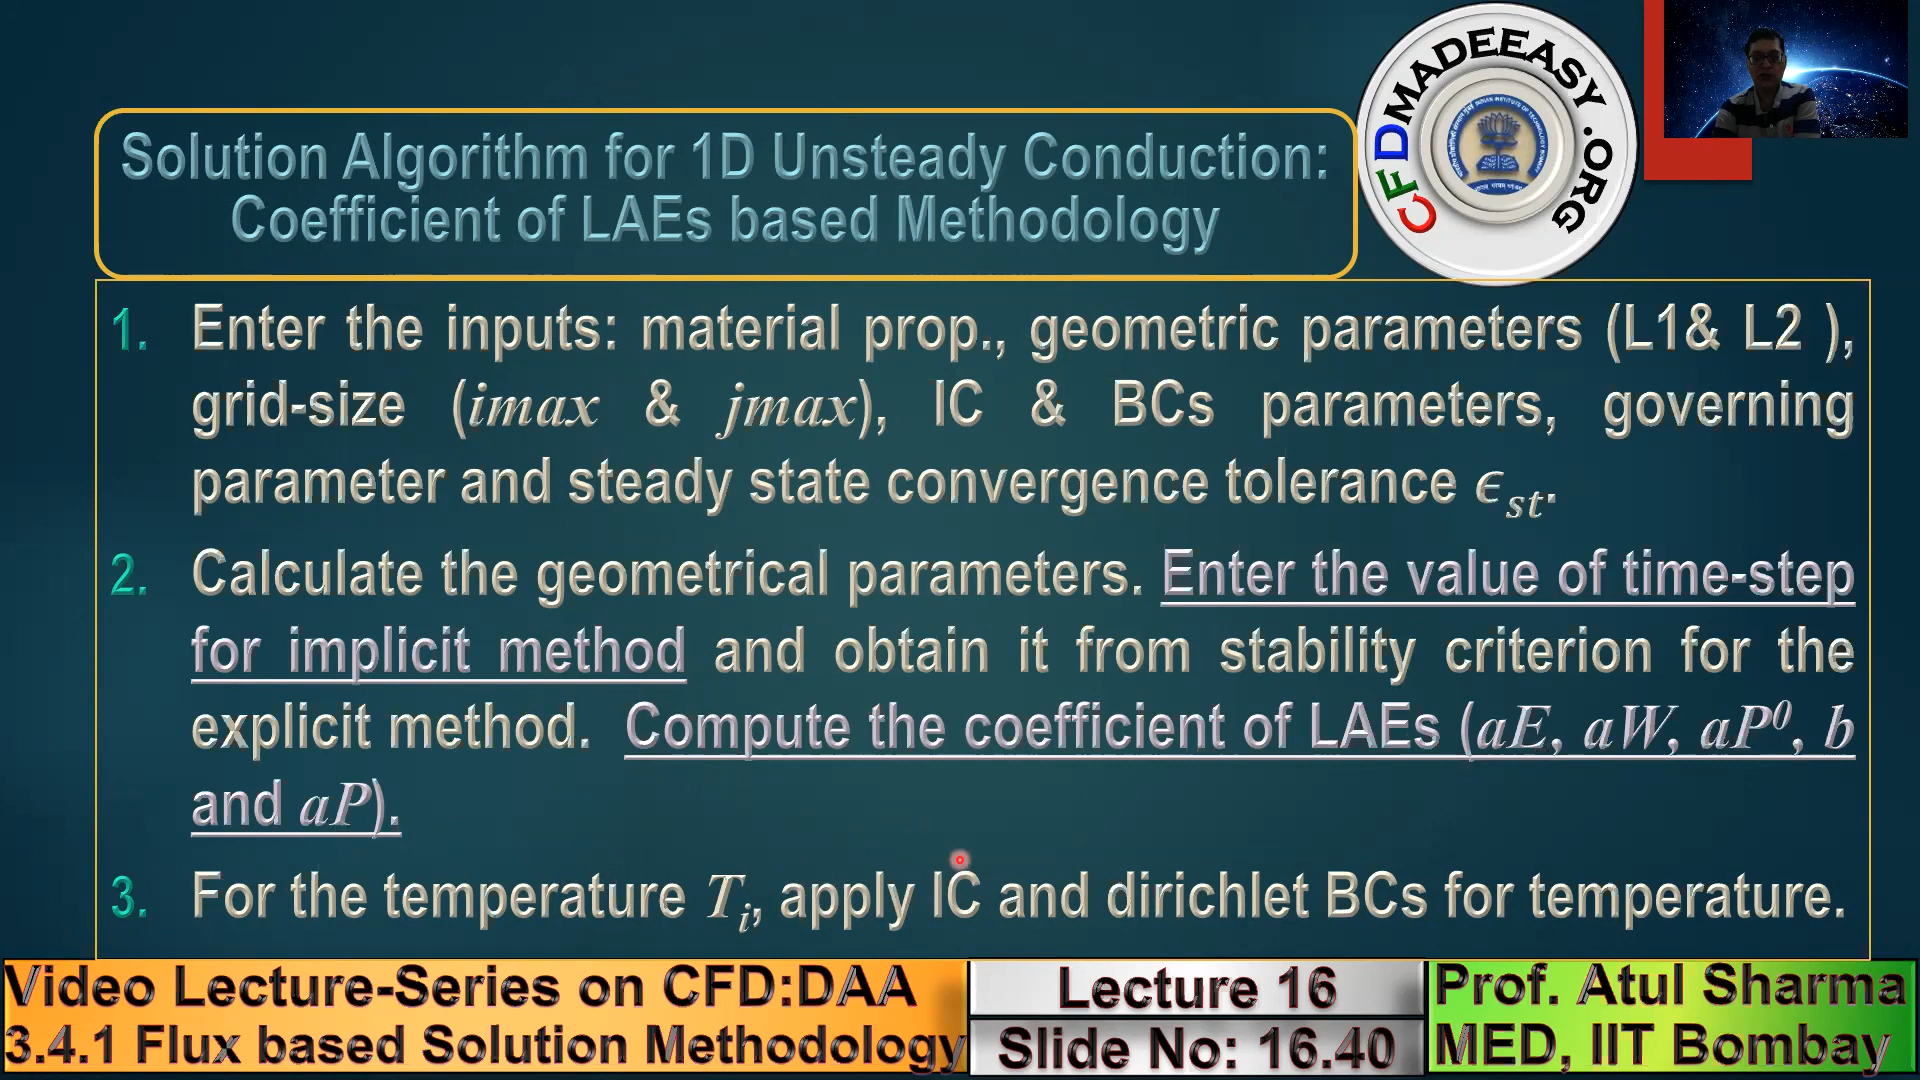 Solution Algorithm for 1D Unsteady Conduction:
Coefficient of LAEs based Methodology
CFDMADEEASY.ORG
1. Enter the inputs: material prop., geometric parameters (L1& L2 ),
grid-size (imax & jmax), IC & BCs parameters, governing
parameter and steady state convergence tolerance ϵst.
2. Calculate the geometrical parameters. Enter the value of time-step
for implicit method and obtain it from stability criterion for the
explicit method. Compute the coefficient of LAEs (aE, aW, aP⁰, b
and aP).
3. For the temperature Ti, apply IC and dirichlet BCs for temperature.
Video Lecture-Series on CFD:DAA
3.4.1 Flux based Solution Methodology
Lecture 16
Slide No: 16.40
Prof. Atul Sharma
MED, IIT Bombay